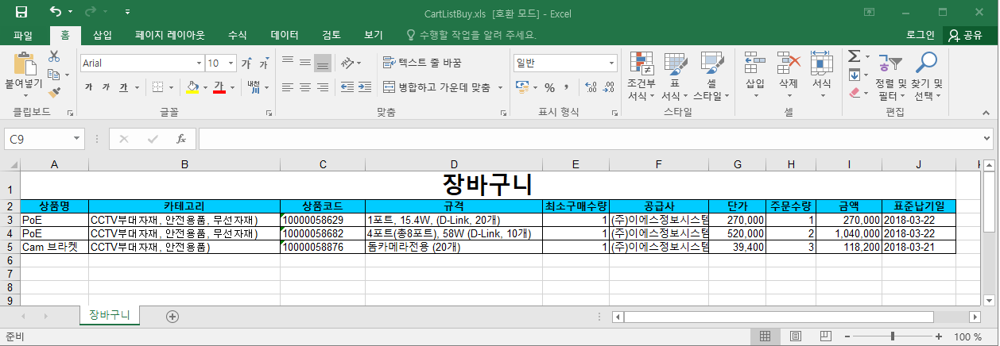 CartListBuy.xls [호환 모드] - Excel
파일 홈 삽입 페이지 레이아웃 수식 데이터 검토 보기 수행할 작업을 알려 주세요. 로그인 공유
Arial 10 가 가 텍스트 줄 바꿈 일반
붙여넣기 가 가 가 내천 병합하고 가운데 맞춤 % , 조건부 서식 표 서식 셀 스타일 삽입 삭제 서식 정렬 및 필터 찾기 및 선택
클립보드 글꼴 맞춤 표시 형식 스타일 셀 편집
C9 fx
A B C D E F G H I J
1 장바구니
2 상품명 카테고리 상품코드 규격 최소구매수량 공급사 단가 주문수량 금액 표준납기일
3 PoE CCTV부대자재, 안전용품, 무선자재) 10000058629 1포트, 15.4W, (D-Link, 20개) 1 (주)이에스정보시스템 270,000 1 270,000 2018-03-22
4 PoE CCTV부대자재, 안전용품, 무선자재) 10000058682 4포트(총8포트), 58W (D-Link, 10개) 1 (주)이에스정보시스템 520,000 2 1,040,000 2018-03-22
5 Cam 브라켓 CCTV부대자재, 안전용품) 10000058876 돔카메라전용 (20개) 1 (주)이에스정보시스템 39,400 3 118,200 2018-03-21
6
7
8
9
장바구니
준비 100 %